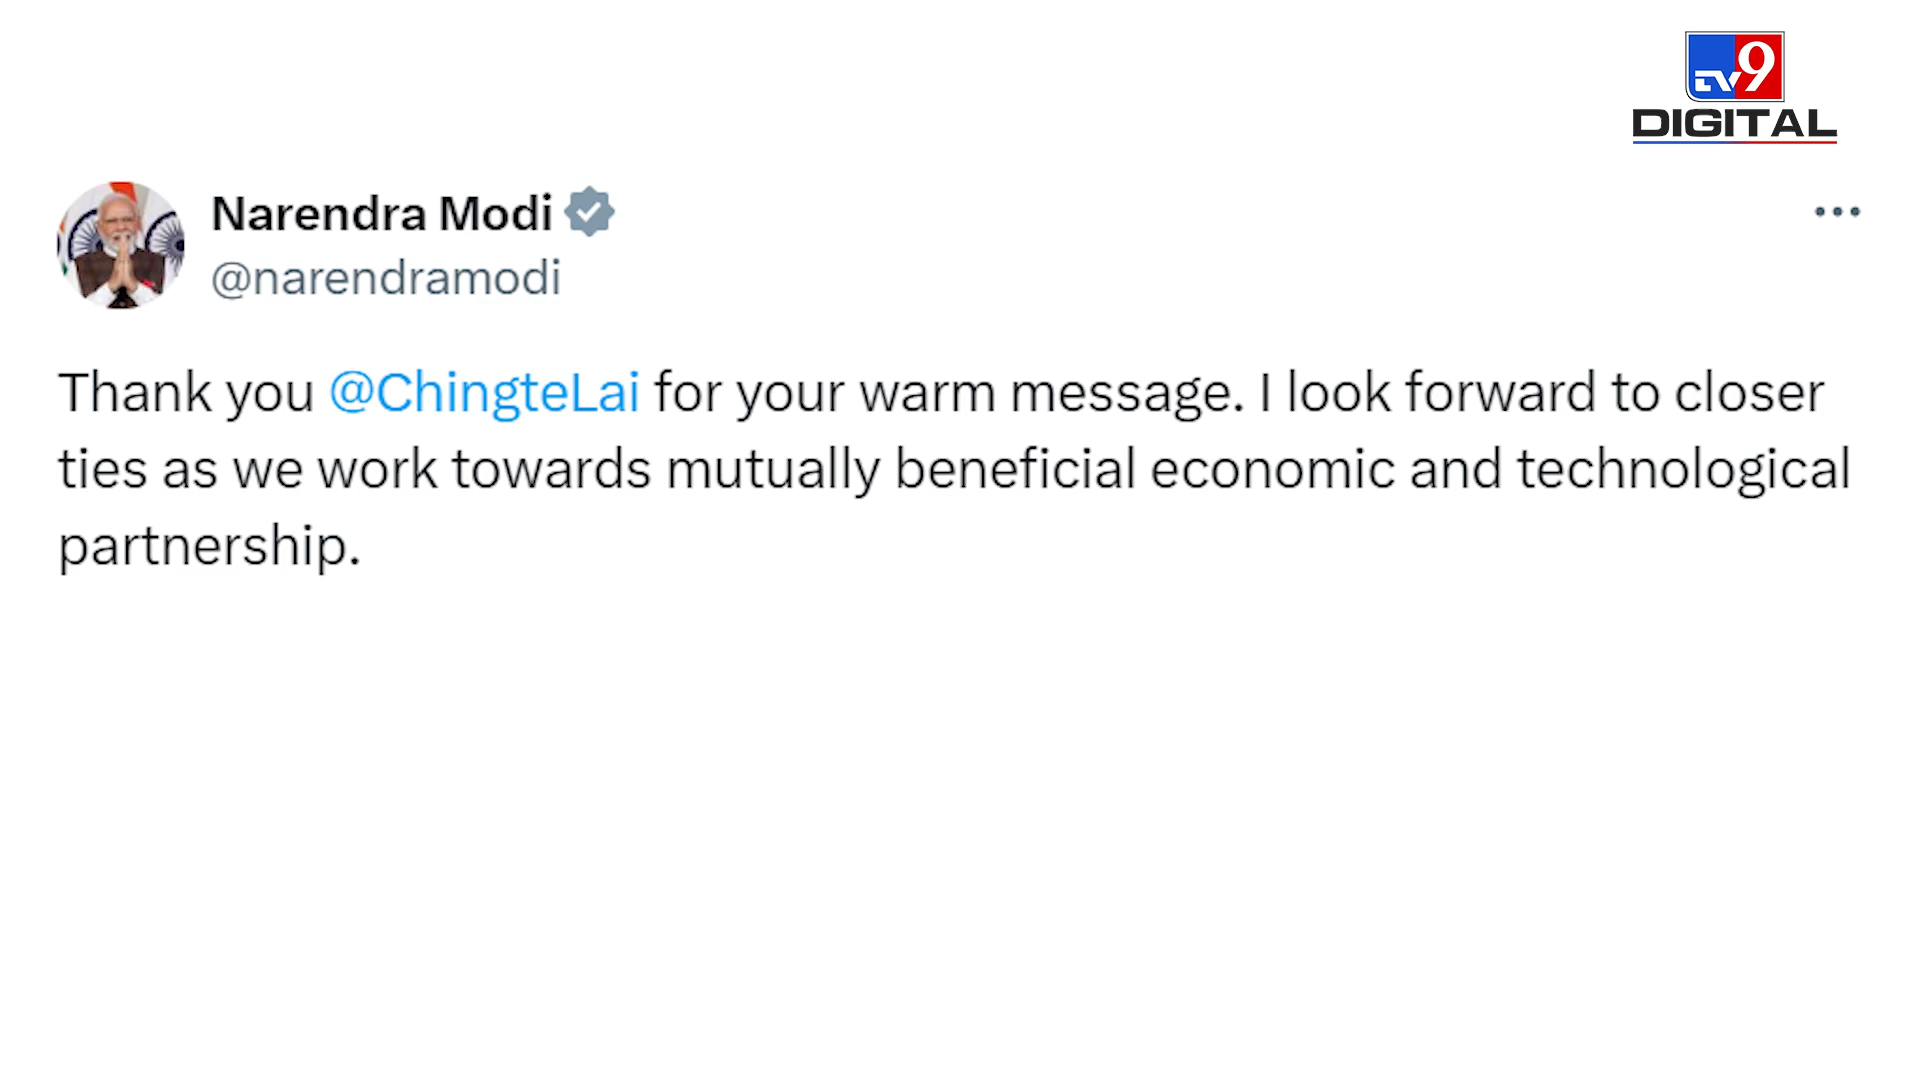 TV9
DIGITAL
Narendra Modi
@narendramodi
Thank you @ChingteLai for your warm message. I look forward to closer
ties as we work towards mutually beneficial economic and technological
partnership.